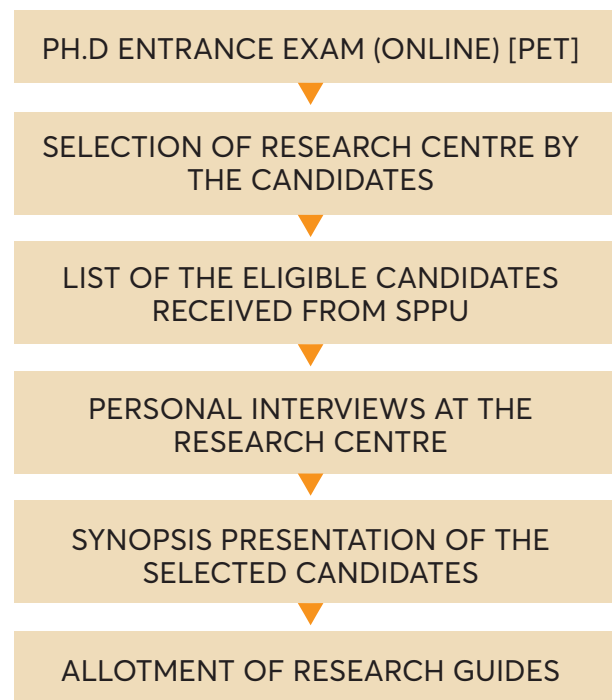 PH.D ENTRANCE EXAM (ONLINE) [PET]
SELECTION OF RESEARCH CENTRE BY
THE CANDIDATES
LIST OF THE ELIGIBLE CANDIDATES
RECEIVED FROM SPPU
PERSONAL INTERVIEWS AT THE
RESEARCH CENTRE
SYNOPSIS PRESENTATION OF THE
SELECTED CANDIDATES
ALLOTMENT OF RESEARCH GUIDES